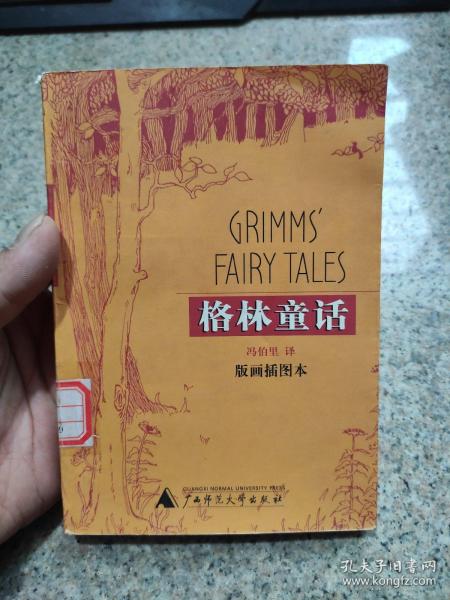 GRIMMS'
FAIRY TALES
格林童话
冯伯里 译
版画插图本
GUANGXI NORMAL UNIVERSITY PRESS
广西师范大学出版社
孔夫子旧书网
www.kongfz.com